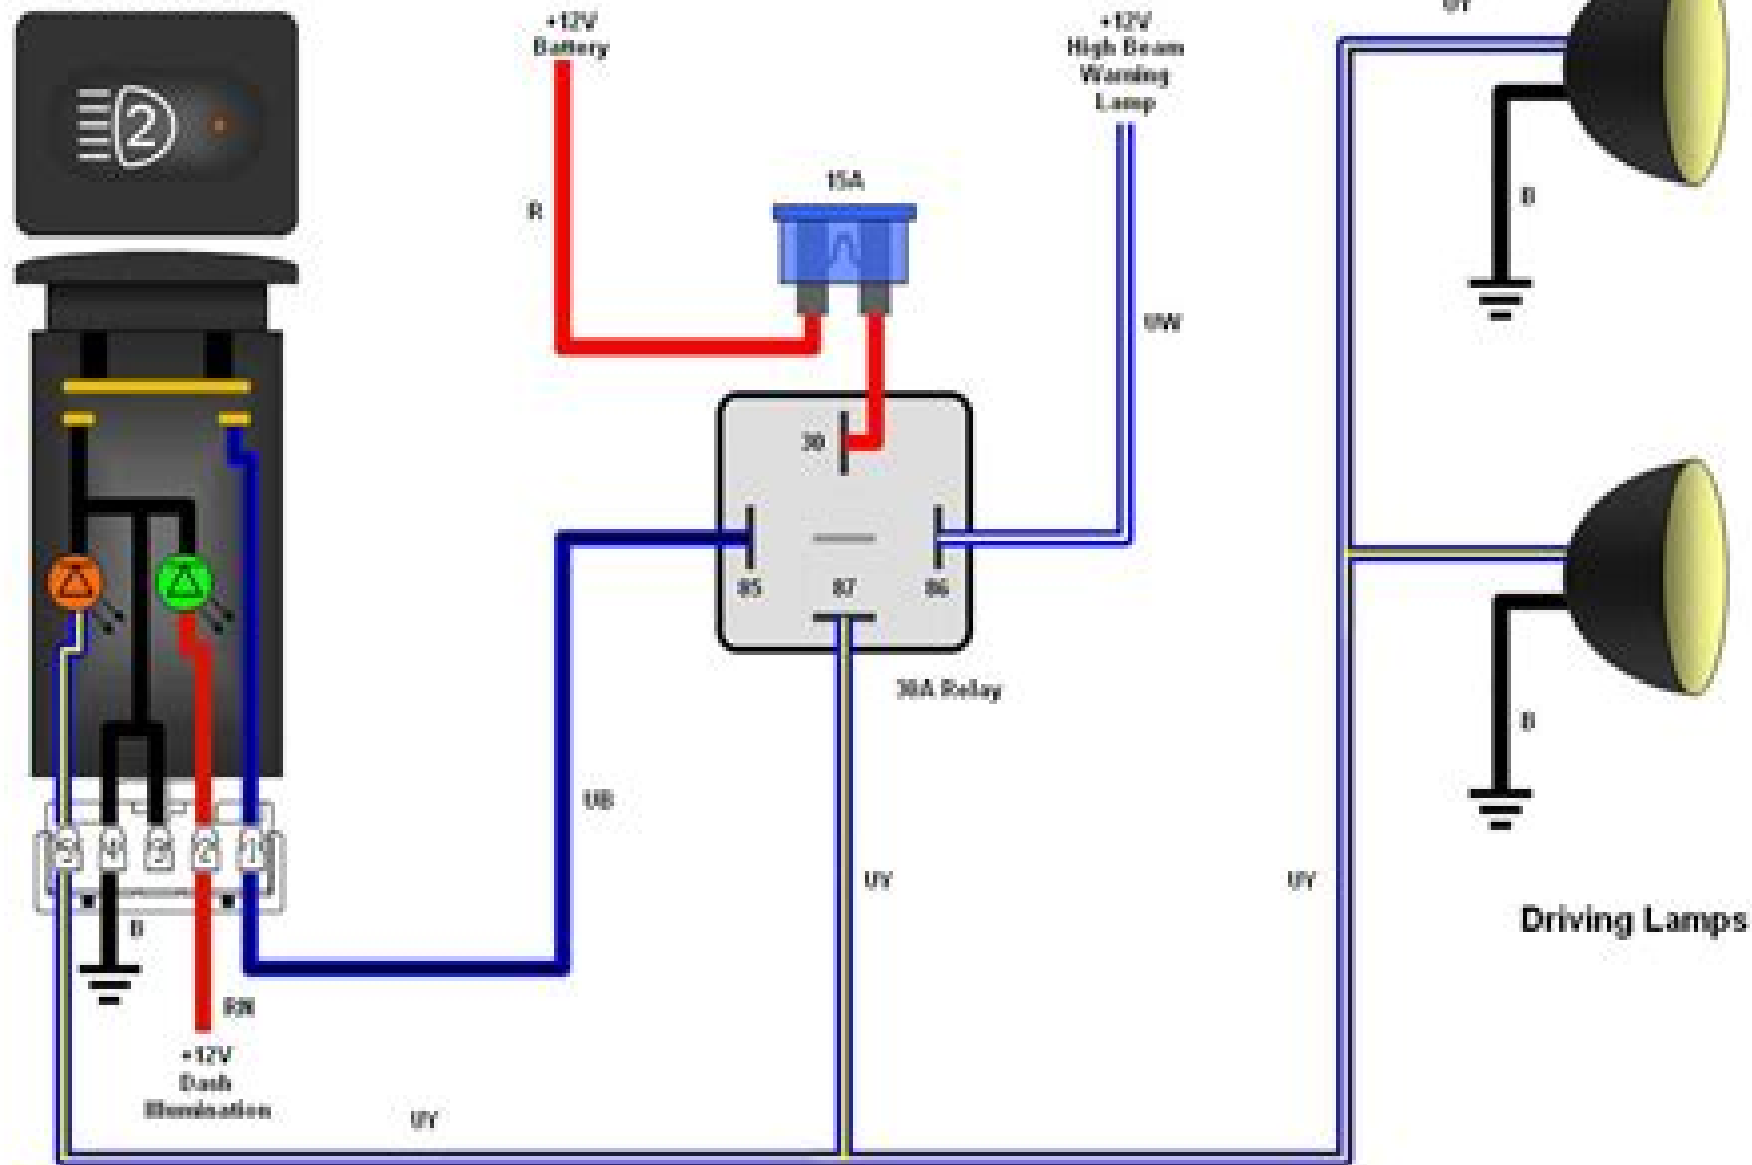 UY
+12V
Battery
+12V
High Beam
Warning
Lamp
2
15A
R
B
UW
30
85
87
86
30A Relay
B
UB
5
4
3
2
1
UY
UY
B
Driving Lamps
RN
+12V
Dash
Illumination
UY